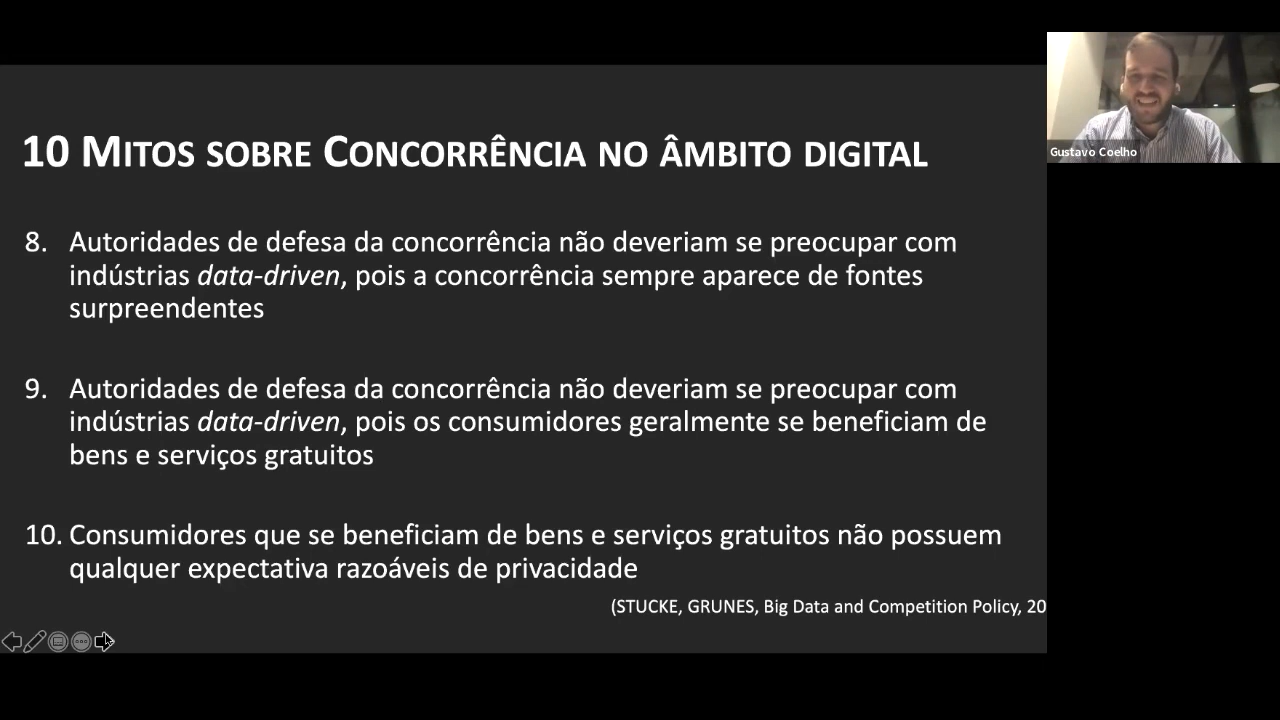 10 MITOS SOBRE CONCORRÊNCIA NO ÂMBITO DIGITAL
8. Autoridades de defesa da concorrência não deveriam se preocupar com
indústrias data-driven, pois a concorrência sempre aparece de fontes
surpreendentes
9. Autoridades de defesa da concorrência não deveriam se preocupar com
indústrias data-driven, pois os consumidores geralmente se beneficiam de
bens e serviços gratuitos
10. Consumidores que se beneficiam de bens e serviços gratuitos não possuem
qualquer expectativa razoáveis de privacidade
(STUCKE, GRUNES, Big Data and Competition Policy, 20
Gustavo Coelho